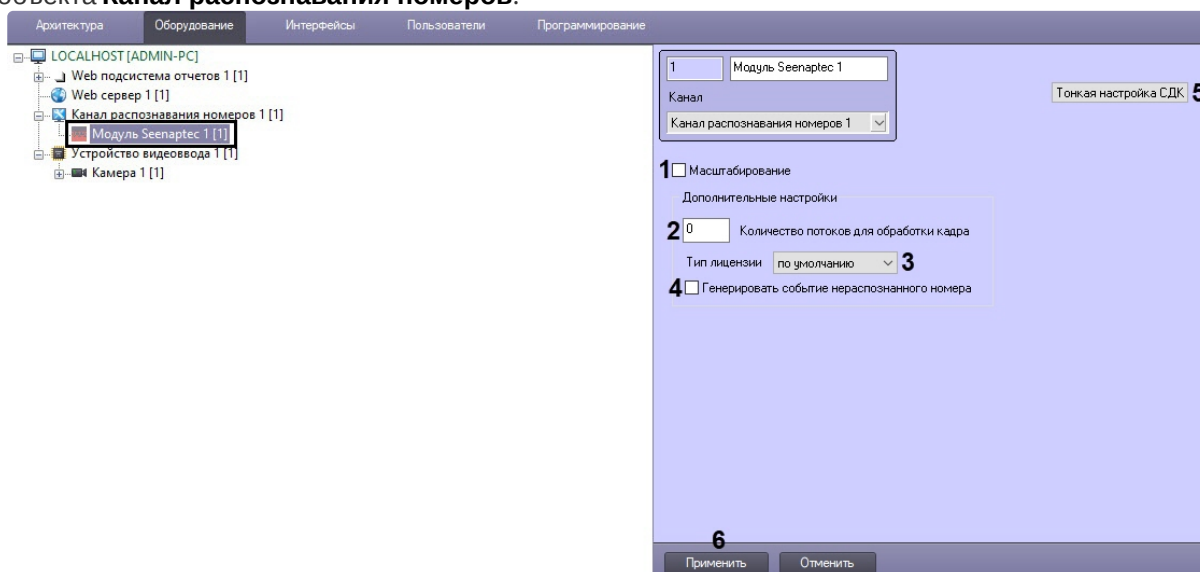 объекта Канал распознавания номеров.
Архитектура Оборудование Интерфейсы Пользователи Программирование
LOCALHOST [ADMIN-PC]
Web подсистема отчетов 1 [1]
Web сервер 1 [1]
Канал распознавания номеров 1 [1]
Модуль Seenaptec 1 [1]
Устройство видеоввода 1 [1]
Камера 1 [1]
1 Модуль Seenaptec 1
Канал
Канал распознавания номеров 1
Тонкая настройка СДК 5
1 Масштабирование
Дополнительные настройки
2 0 Количество потоков для обработки кадра
Тип лицензии по умолчанию 3
4 Генерировать событие нераспознанного номера
6
Применить Отменить